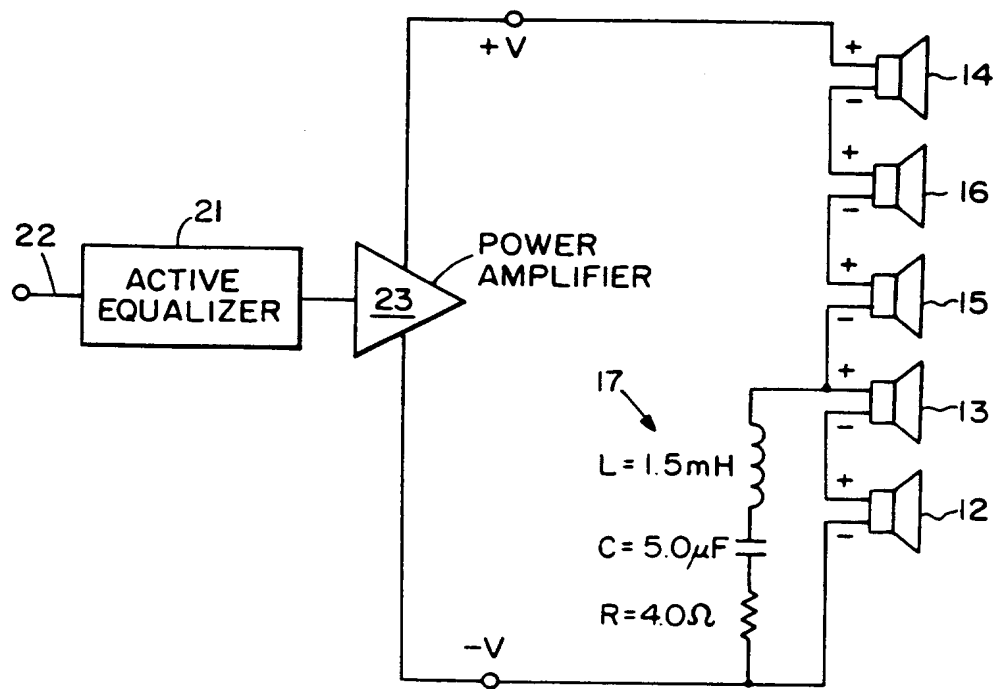 +V
+
14
−
+
16
−
21
22
POWER
AMPLIFIER
ACTIVE
EQUALIZER
23
+
15
−
17
+
13
−
L = 1.5mH
+
12
−
C = 5.0μF
R = 4.0Ω
−V